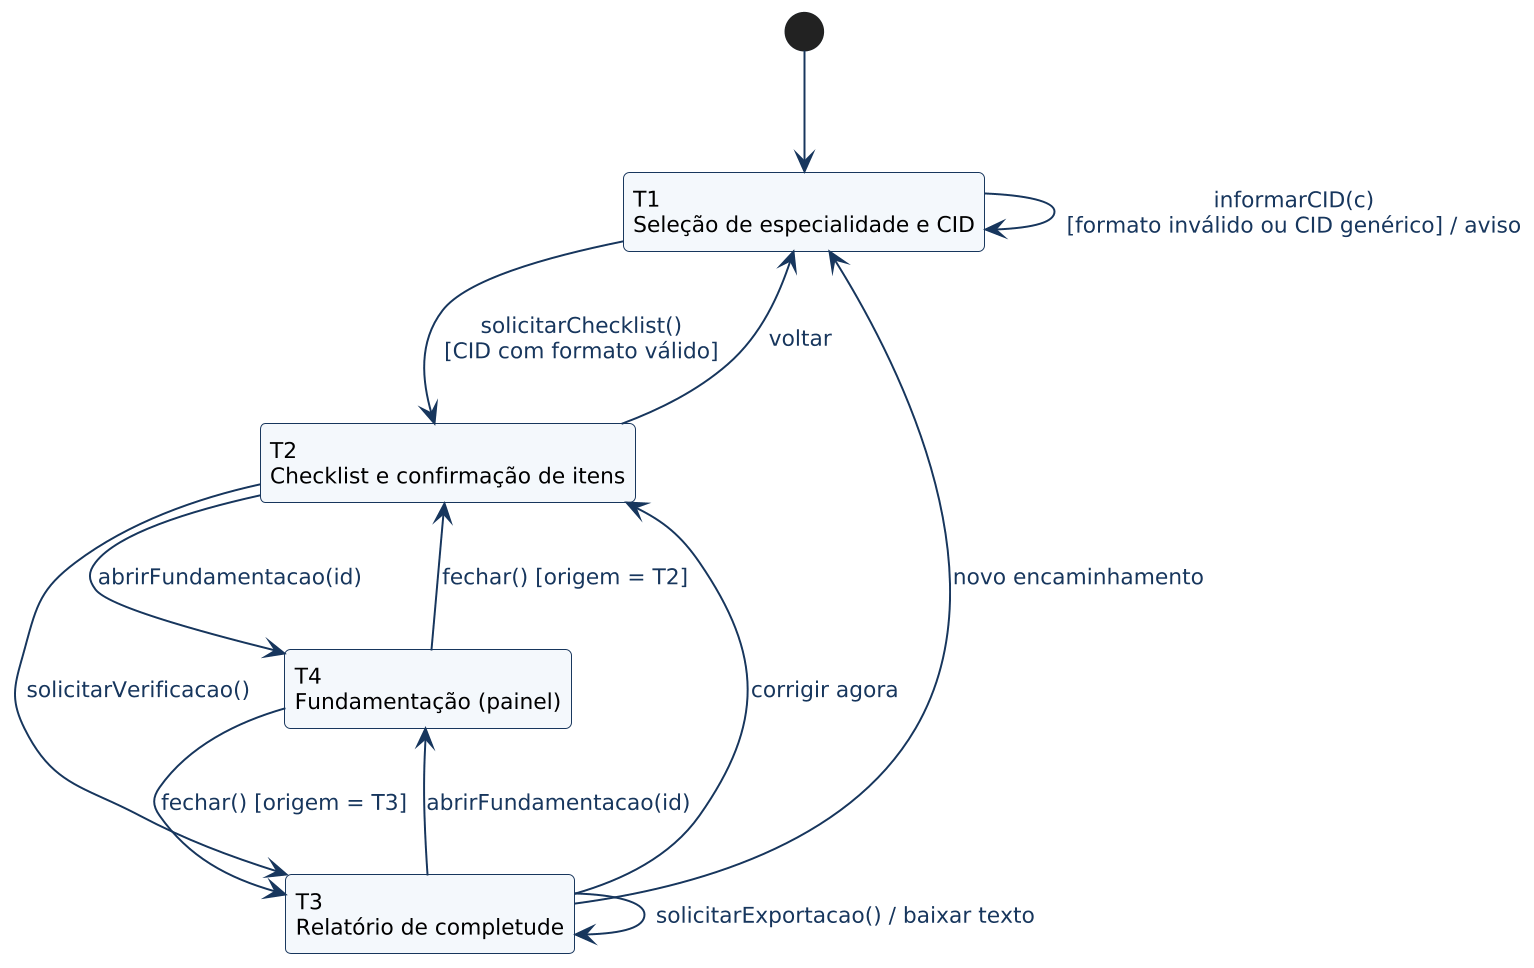 T1
Seleção de especialidade e CID
informarCID(c)
[formato inválido ou CID genérico] / aviso
solicitarChecklist()
[CID com formato válido]
voltar
T2
Checklist e confirmação de itens
abrirFundamentacao(id)
fechar() [origem = T2]
novo encaminhamento
T4
Fundamentação (painel)
solicitarVerificacao()
corrigir agora
fechar() [origem = T3]
abrirFundamentacao(id)
T3
Relatório de completude
solicitarExportacao() / baixar texto